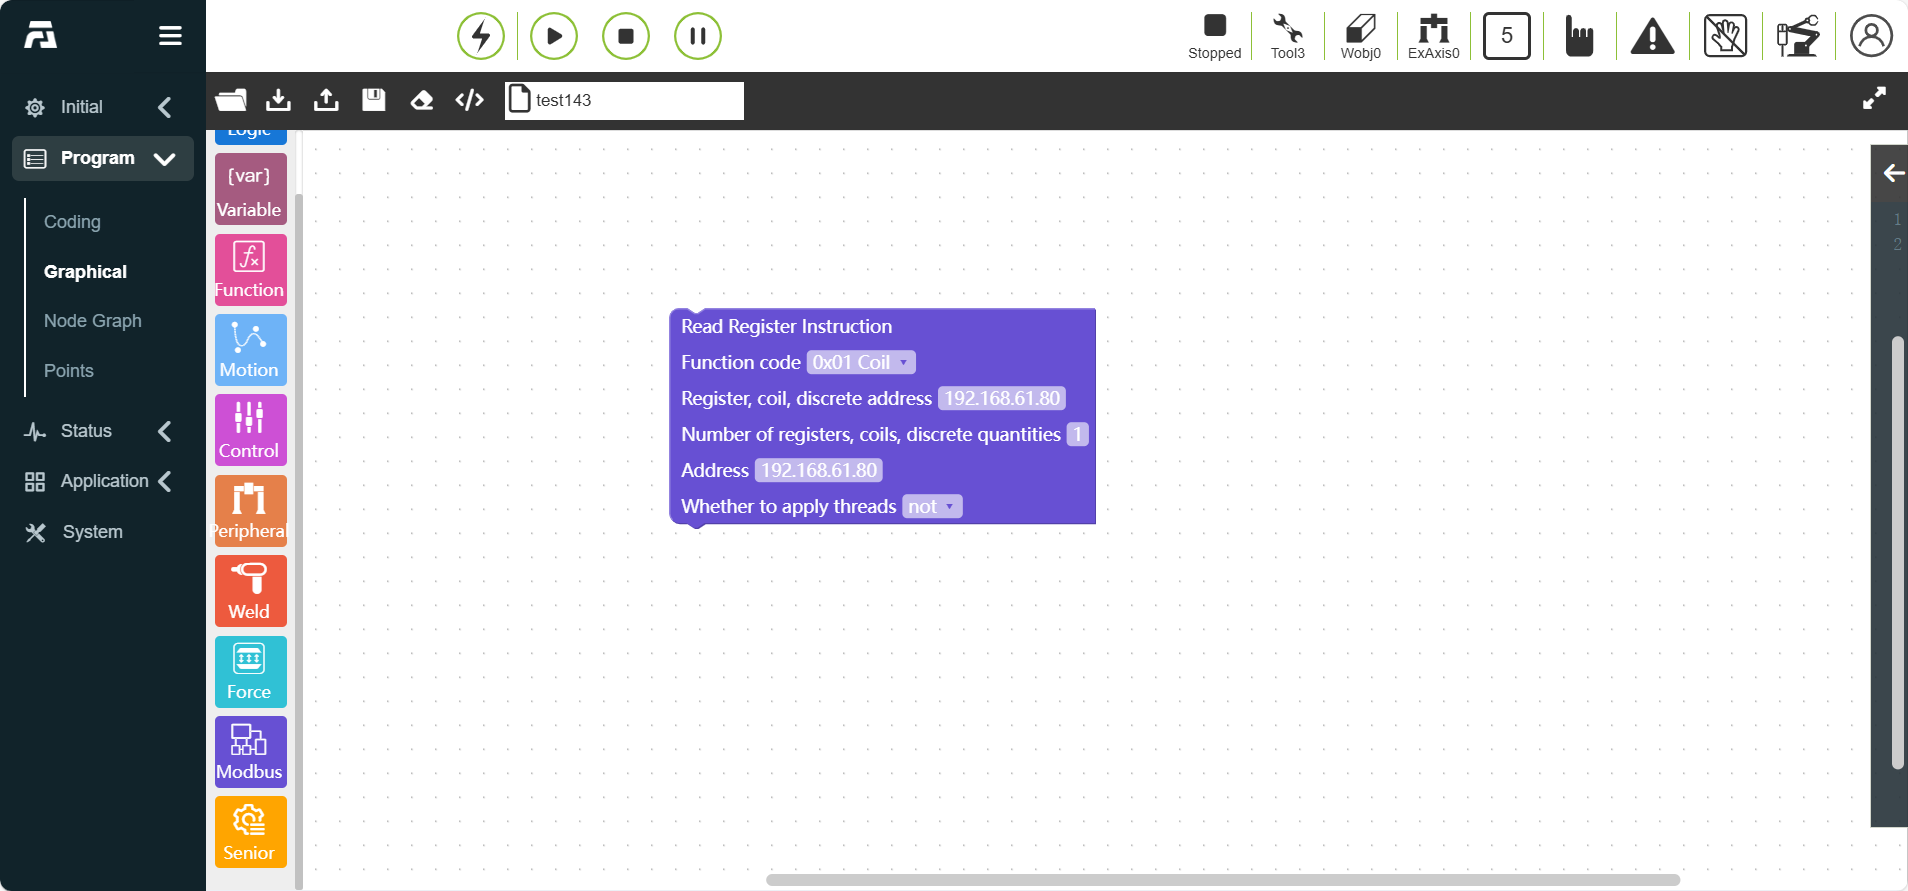 Stopped
Tool3
Wobj0
ExAxis0
5
Initial
Program
Coding
Graphical
Node Graph
Points
Status
Application
System
test143
Logic
{var}
Variable
fx
Function
Motion
Control
Peripheral
Weld
Force
Modbus
Senior
Read Register Instruction
Function code 0x01 Coil
Register, coil, discrete address 192.168.61.80
Number of registers, coils, discrete quantities 1
Address 192.168.61.80
Whether to apply threads not
1
2